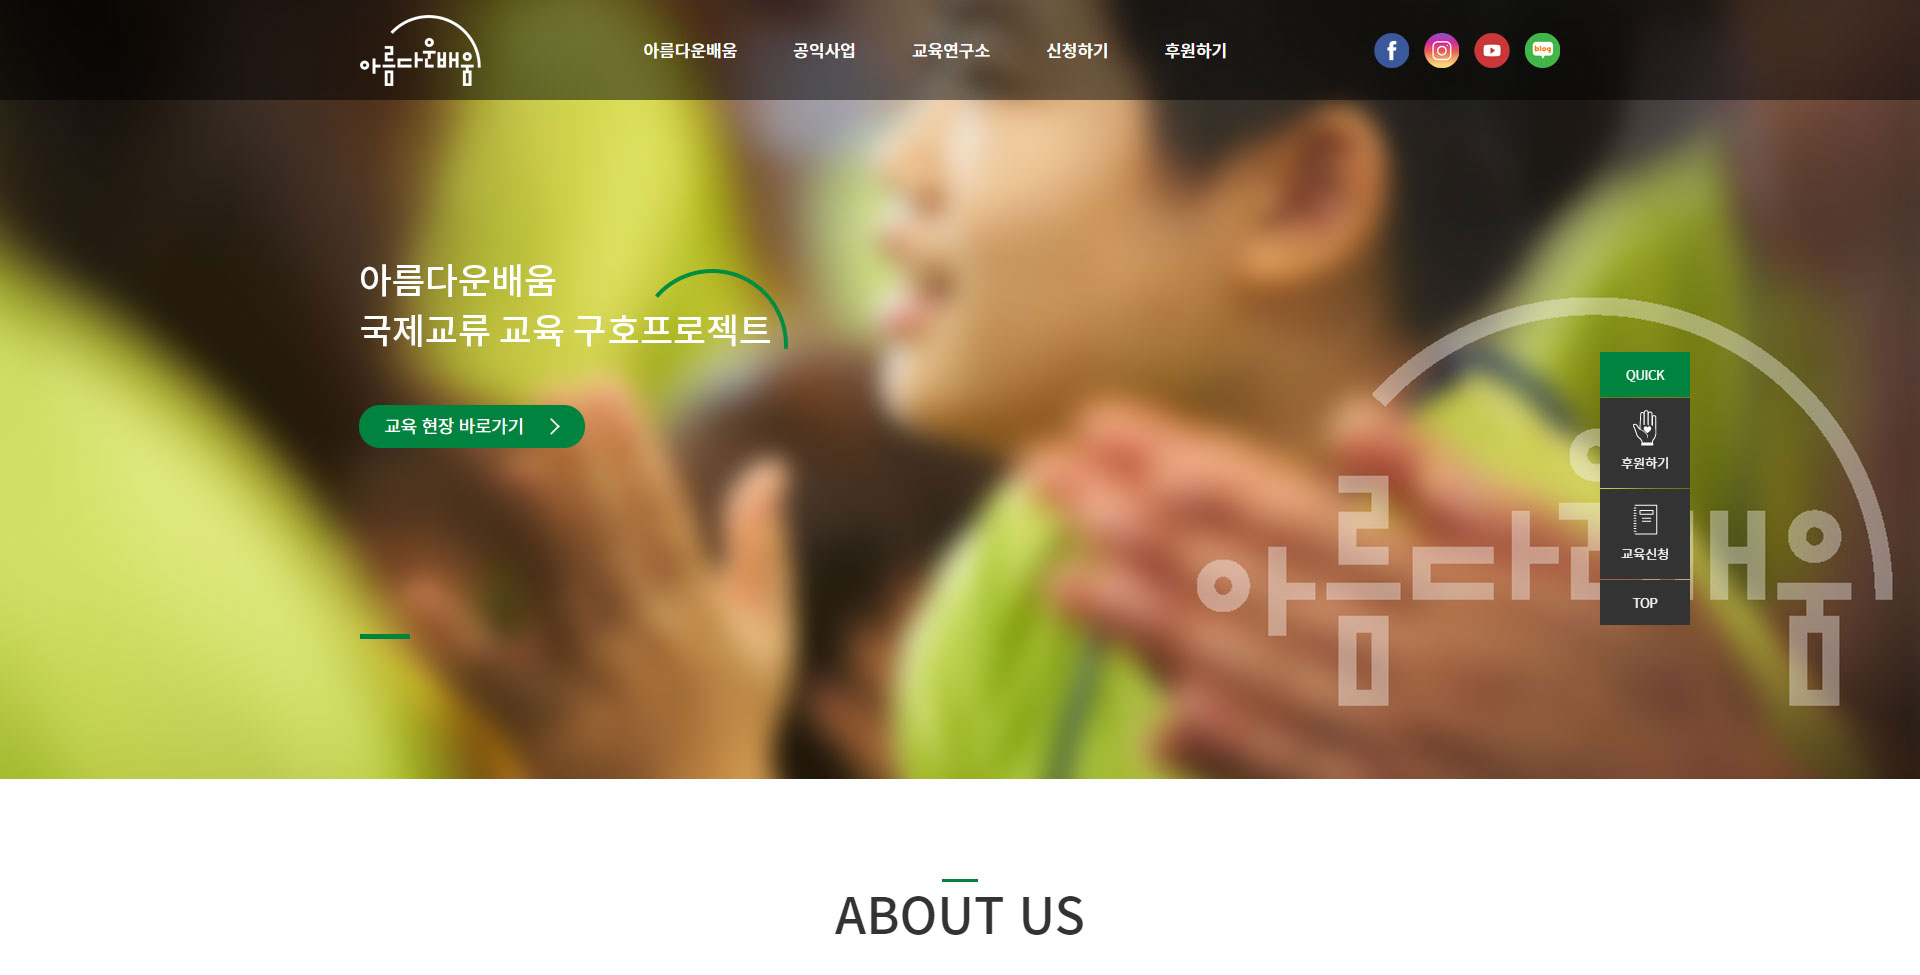 아름다운배움
아름다운배움 공익사업 교육연구소 신청하기 후원하기
blog
아름다운배움
국제교류 교육 구호프로젝트
교육 현장 바로가기
QUICK
후원하기
교육신청
TOP
아름다운배움
ABOUT US